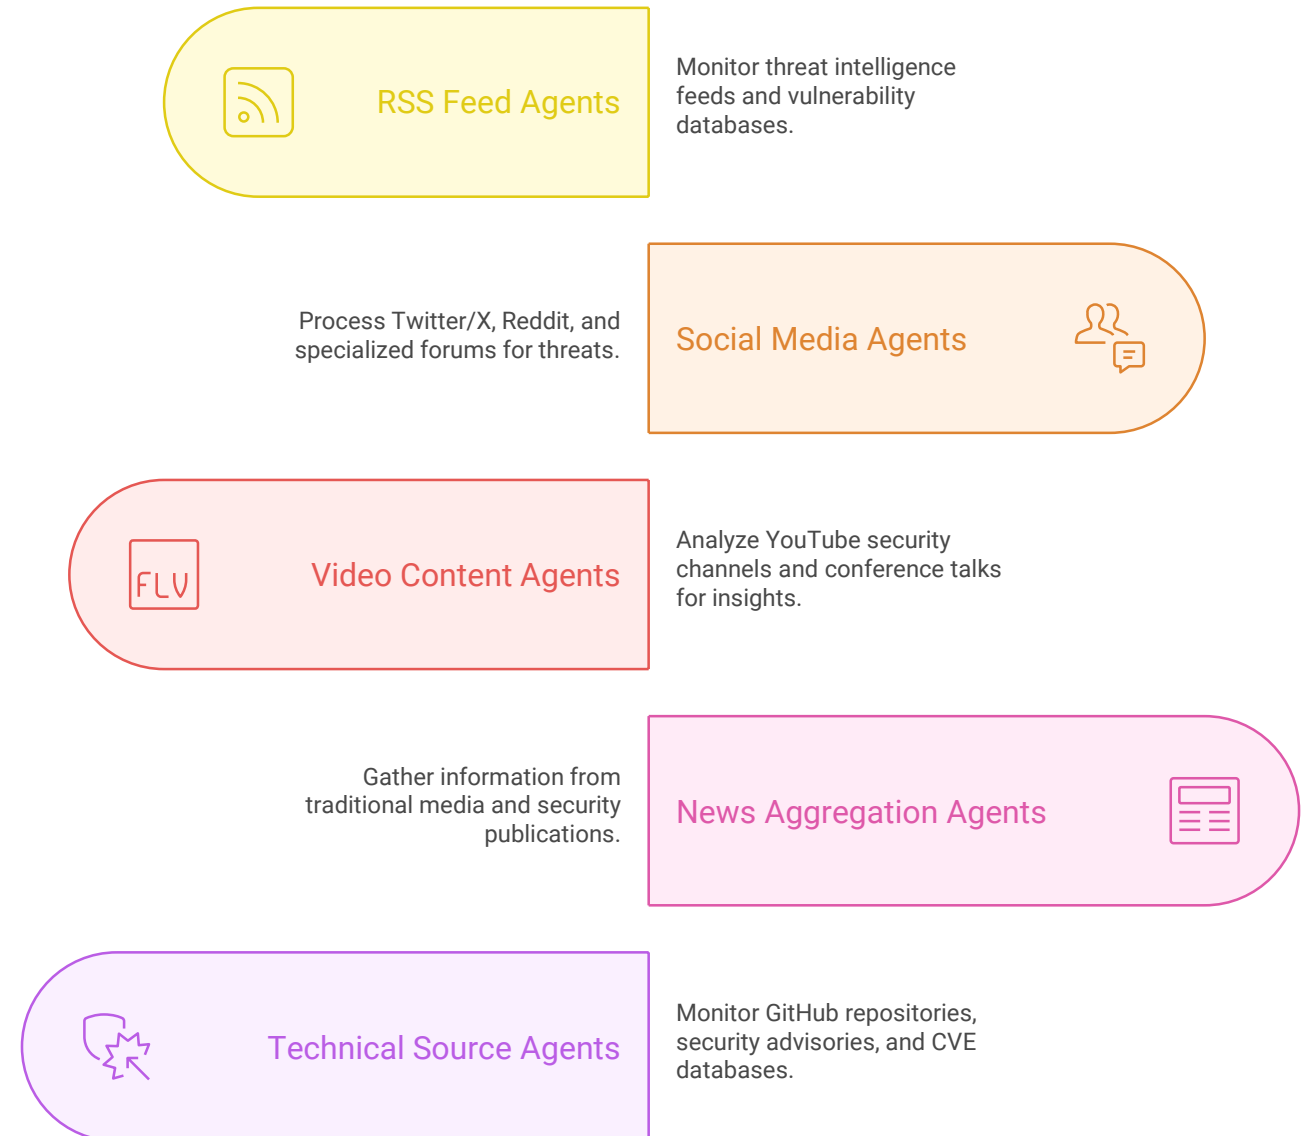 RSS Feed Agents
Monitor threat intelligence
feeds and vulnerability
databases.
Process Twitter/X, Reddit, and
specialized forums for threats.
Social Media Agents
FLV
Video Content Agents
Analyze YouTube security
channels and conference talks
for insights.
Gather information from
traditional media and security
publications.
News Aggregation Agents
Technical Source Agents
Monitor GitHub repositories,
security advisories, and CVE
databases.